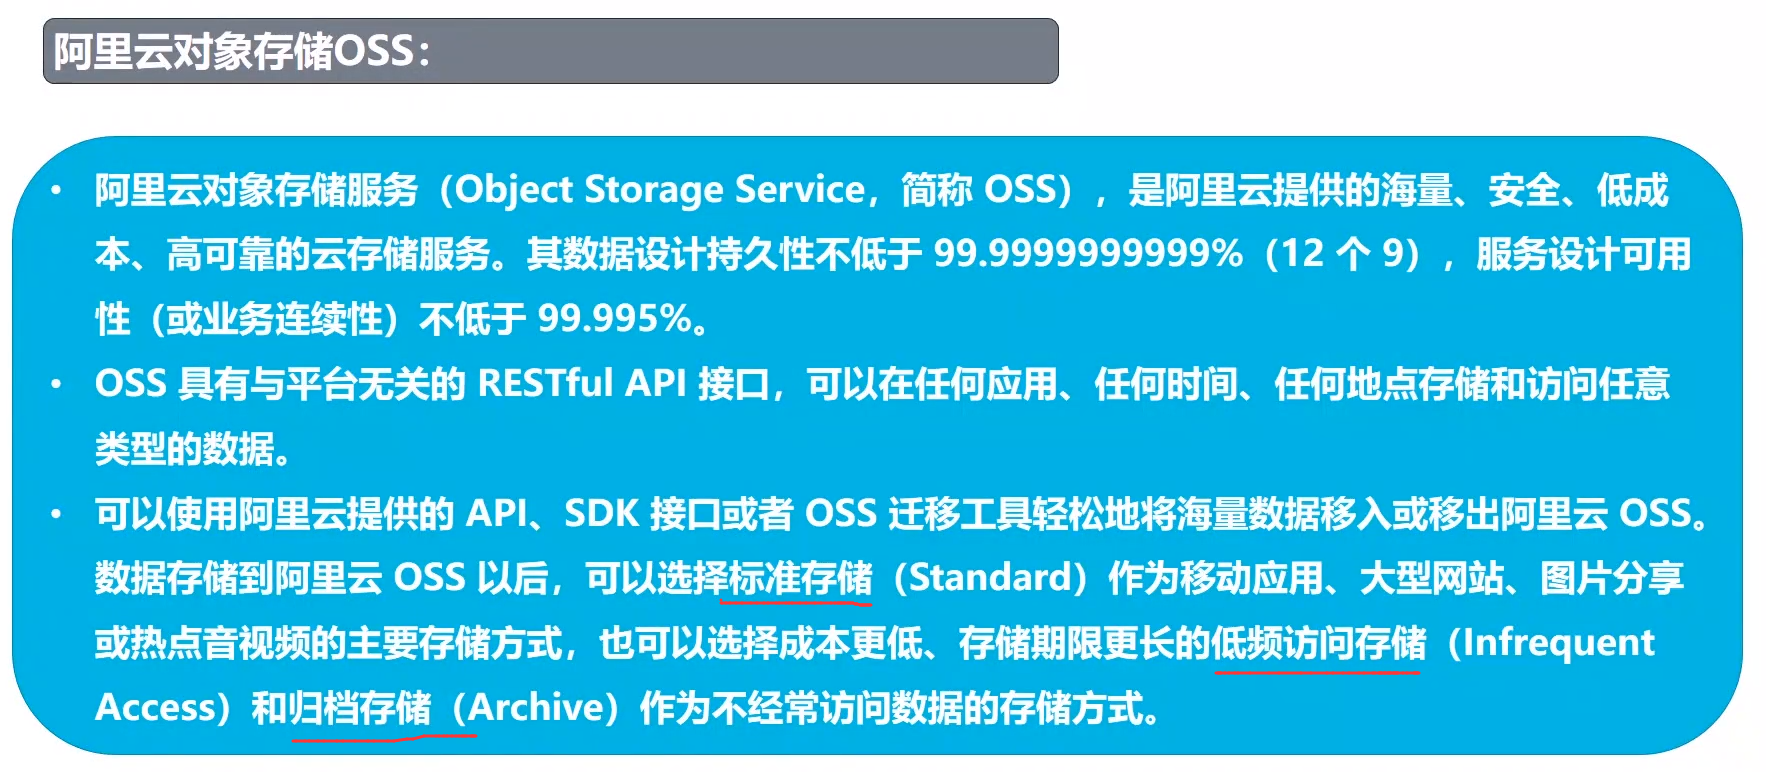 阿里云对象存储OSS：
• 阿里云对象存储服务（Object Storage Service，简称 OSS），是阿里云提供的海量、安全、低成
本、高可靠的云存储服务。其数据设计持久性不低于 99.9999999999%（12 个 9），服务设计可用
性（或业务连续性）不低于 99.995%。
• OSS 具有与平台无关的 RESTful API 接口，可以在任何应用、任何时间、任何地点存储和访问任意
类型的数据。
• 可以使用阿里云提供的 API、SDK 接口或者 OSS 迁移工具轻松地将海量数据移入或移出阿里云 OSS。
数据存储到阿里云 OSS 以后，可以选择标准存储（Standard）作为移动应用、大型网站、图片分享
或热点音视频的主要存储方式，也可以选择成本更低、存储期限更长的低频访问存储（Infrequent
Access）和归档存储（Archive）作为不经常访问数据的存储方式。